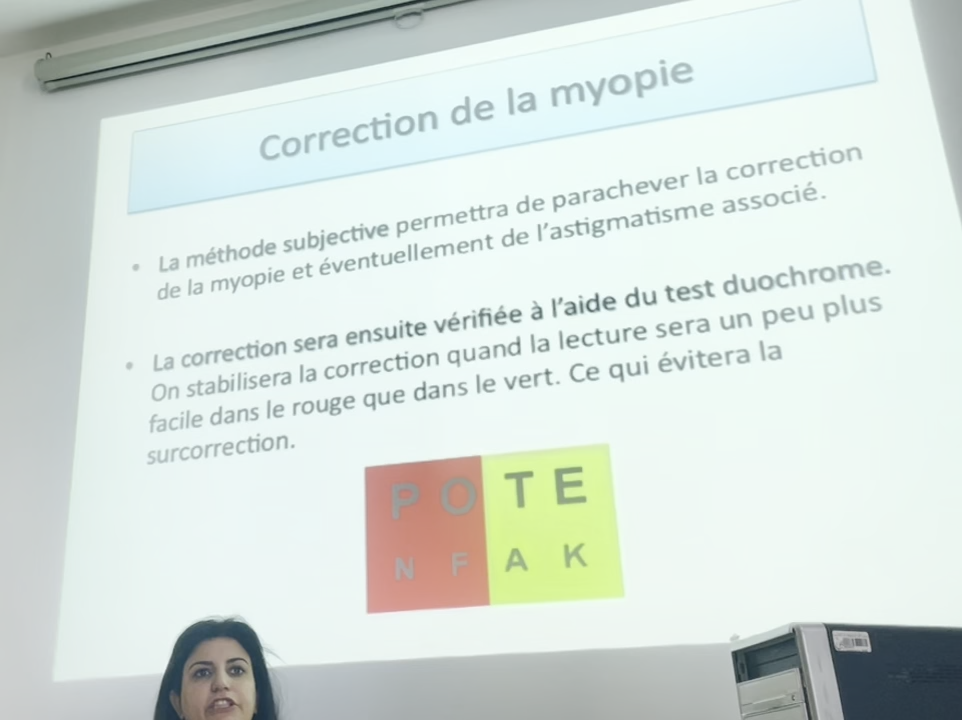 Correction de la myopie
• La méthode subjective permettra de parachever la correction
de la myopie et éventuellement de l'astigmatisme associé.
• La correction sera ensuite vérifiée à l'aide du test duochrome.
On stabilisera la correction quand la lecture sera un peu plus
facile dans le rouge que dans le vert. Ce qui évitera la
surcorrection.
P O T E
N F A K